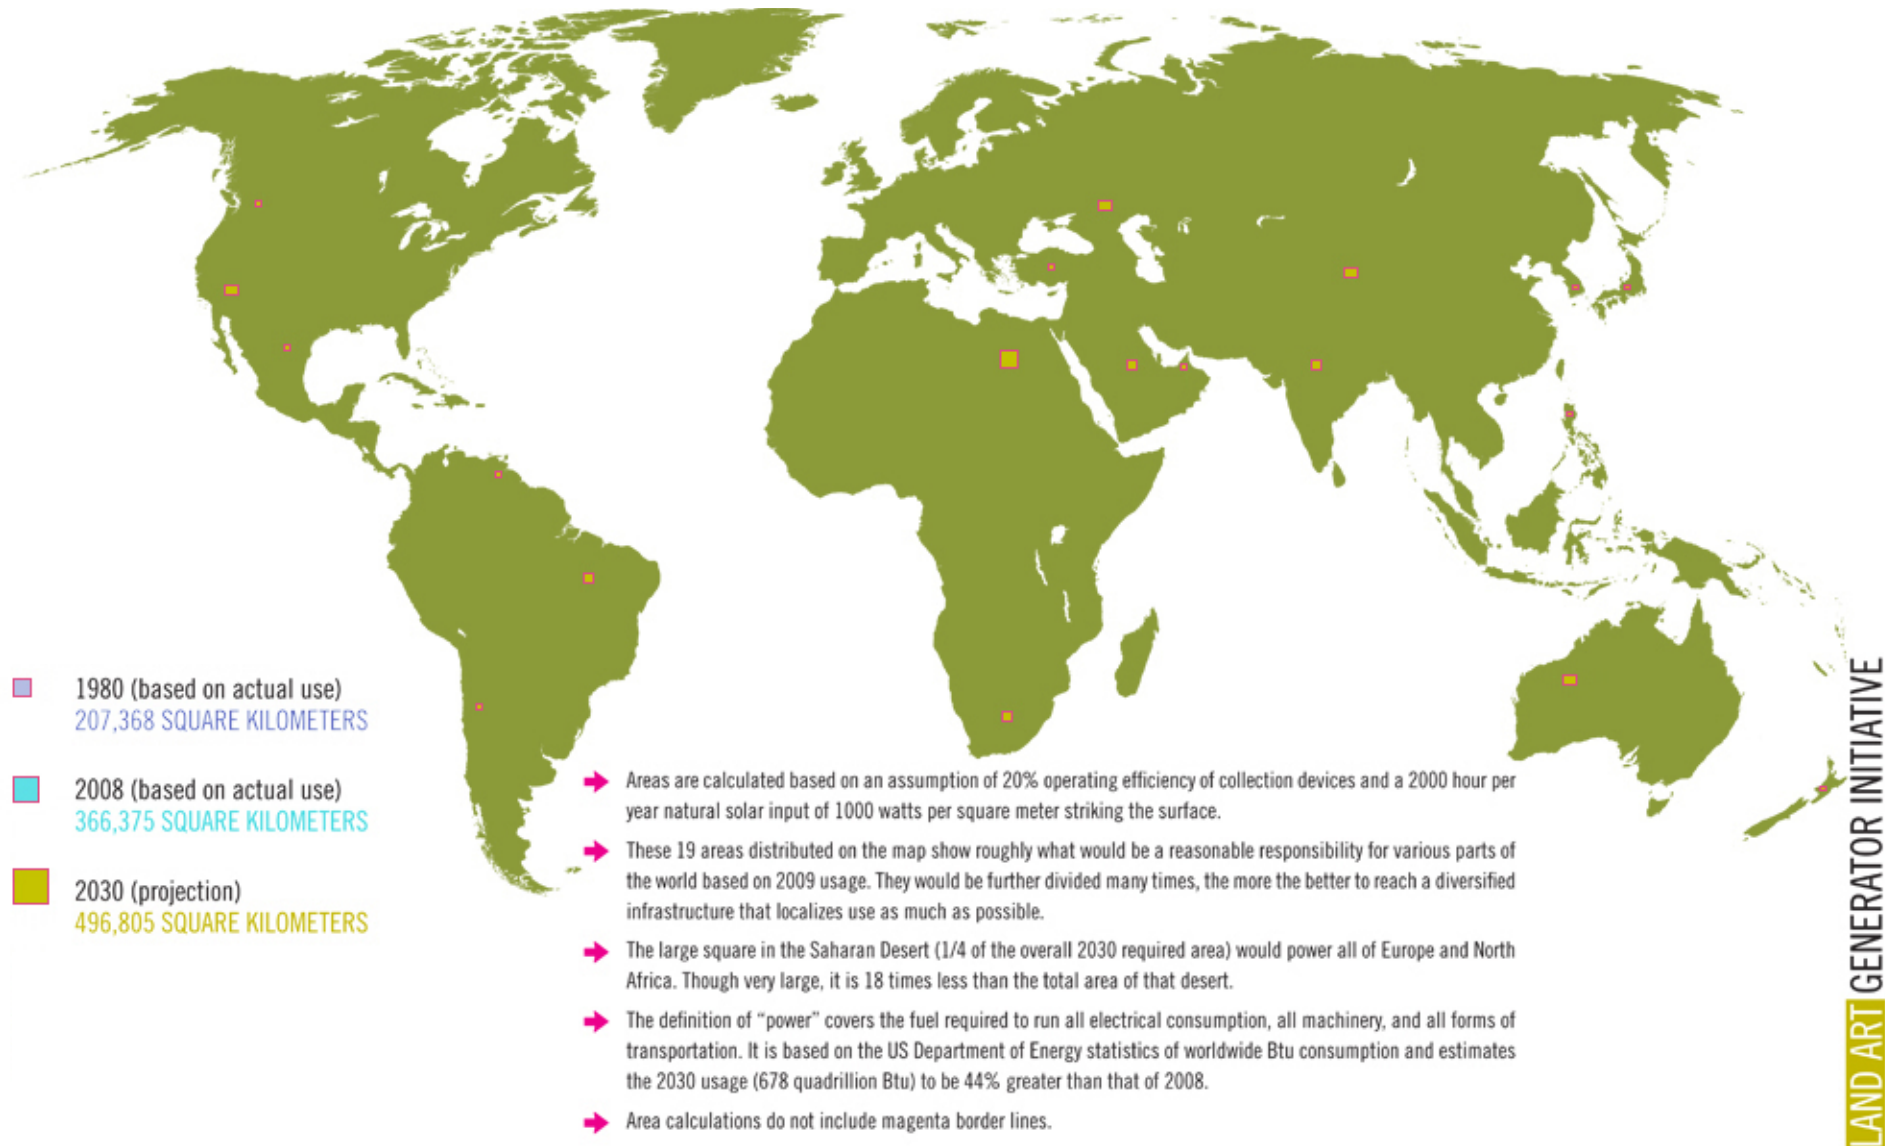 1980 (based on actual use)
207,368 SQUARE KILOMETERS
2008 (based on actual use)
366,375 SQUARE KILOMETERS
2030 (projection)
496,805 SQUARE KILOMETERS
Areas are calculated based on an assumption of 20% operating efficiency of collection devices and a 2000 hour per
year natural solar input of 1000 watts per square meter striking the surface.
These 19 areas distributed on the map show roughly what would be a reasonable responsibility for various parts of
the world based on 2009 usage. They would be further divided many times, the more the better to reach a diversified
infrastructure that localizes use as much as possible.
The large square in the Saharan Desert (1/4 of the overall 2030 required area) would power all of Europe and North
Africa. Though very large, it is 18 times less than the total area of that desert.
The definition of “power” covers the fuel required to run all electrical consumption, all machinery, and all forms of
transportation. It is based on the US Department of Energy statistics of worldwide Btu consumption and estimates
the 2030 usage (678 quadrillion Btu) to be 44% greater than that of 2008.
Area calculations do not include magenta border lines.
LAND ART GENERATOR INITIATIVE